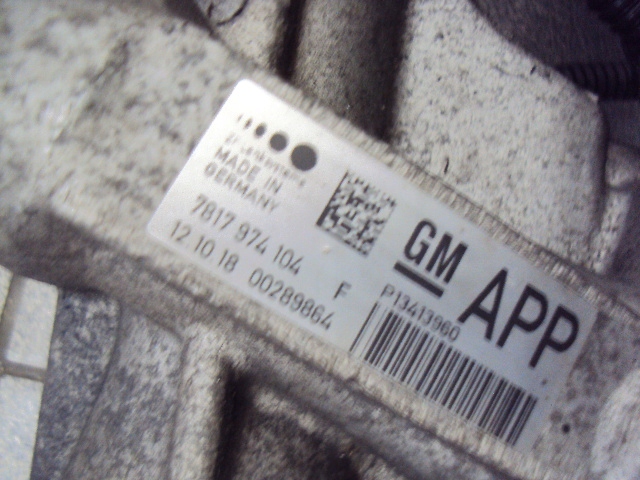 MADE IN
GERMANY
7817 974 104
12.10.18 00289864
F
GM
P13413960
APP